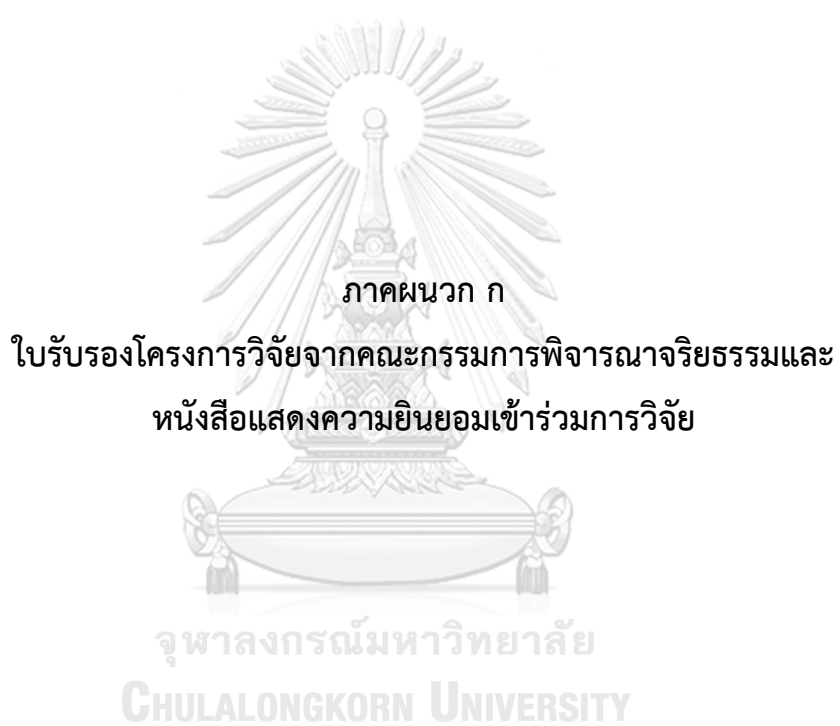 ภาคผนวก ก
ใบรับรองโครงการวิจัยจากคณะกรรมการพิจารณาจริยธรรมและ
หนังสือแสดงความยินยอมเข้าร่วมการวิจัย
จุฬาลงกรณ์มหาวิทยาลัย
CHULALONGKORN UNIVERSITY